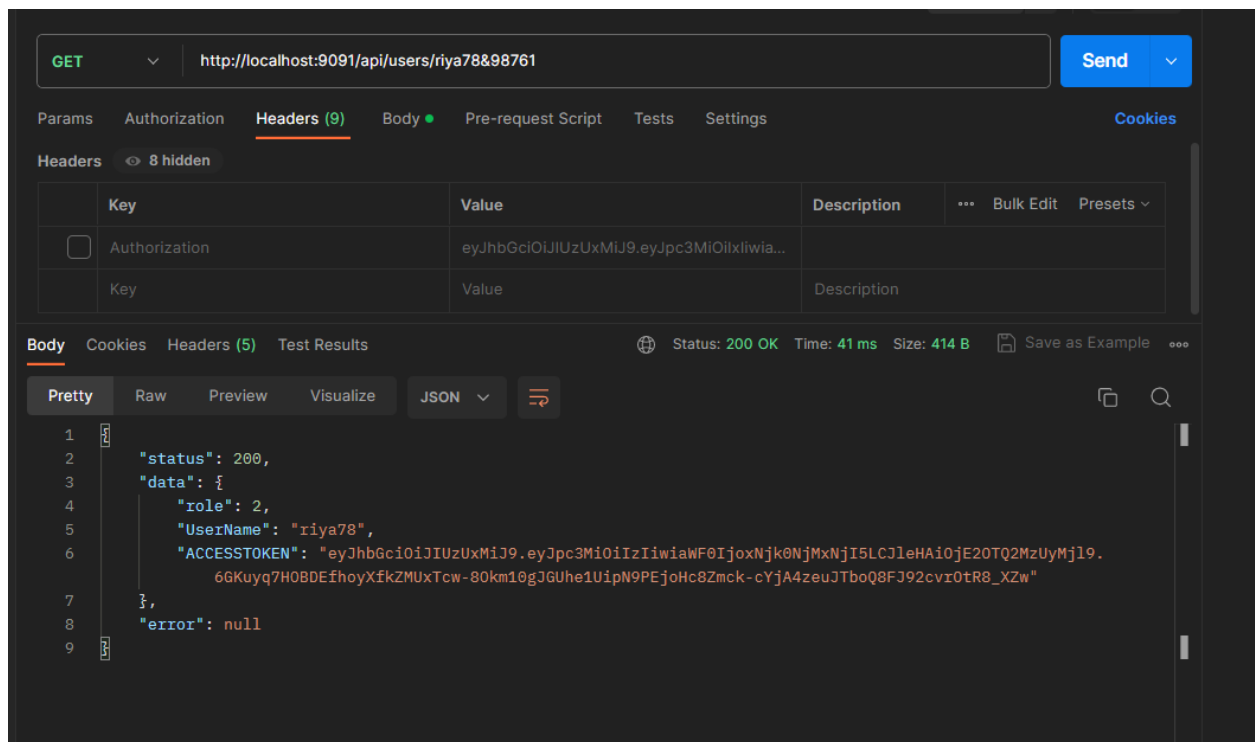 GET http://localhost:9091/api/users/riya78&98761 Send
Params Authorization Headers (9) Body Pre-request Script Tests Settings Cookies
Headers 8 hidden
Key Value Description Bulk Edit Presets
Authorization eyJhbGciOiJIUzUxMiJ9.eyJpc3MiOiIxIiwia...
Key Value Description
Body Cookies Headers (5) Test Results Status: 200 OK Time: 41 ms Size: 414 B Save as Example
Pretty Raw Preview Visualize JSON
1 {
2 "status": 200,
3 "data": {
4 "role": 2,
5 "UserName": "riya78",
6 "ACCESSTOKEN": "eyJhbGciOiJIUzUxMiJ9.eyJpc3MiOiIzIiwiaWF0IjoxNjk0NjMxNjI5LCJleHAiOjE2OTQ2MzUyMjl9.
6GKuyq7HOBDEfhoyXfkZMUxTcw-8Okm10gJGUhe1UipN9PEjoHc8Zmck-cYjA4zeuJTboQ8FJ92cvrOtR8_XZw"
7 },
8 "error": null
9 }